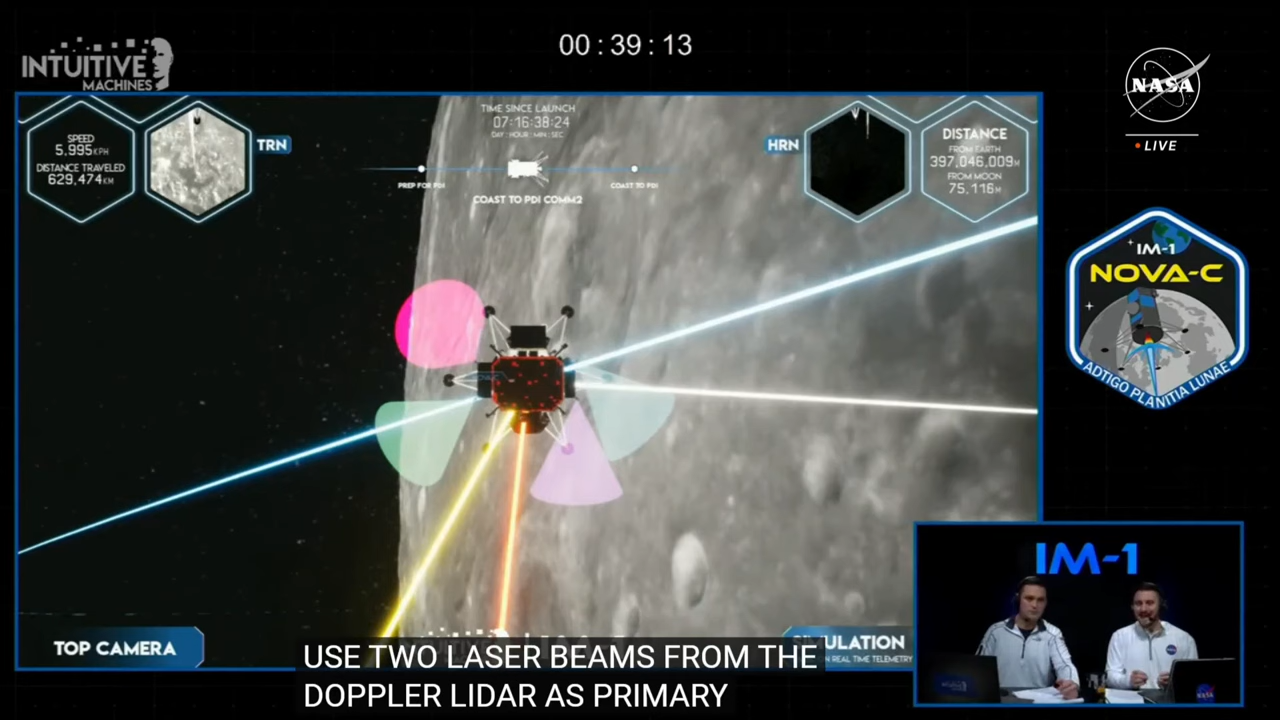 INTUITIVE
MACHINES
00 : 39 : 13
NASA
LIVE
SPEED
5,995KPH
DISTANCE TRAVELED
629,474KM
TRN
TIME SINCE LAUNCH
07:16:38:24
DAY : HOUR : MIN : SEC
PREP FOR PDI
COAST TO PDI COMM2
COAST TO PDI
HRN
DISTANCE
FROM EARTH
397,046,009M
FROM MOON
75,116M
IM-1
NOVA-C
ADTIGO PLANITIA LUNAE
IM-1
TOP CAMERA
SIMULATION
REAL TIME TELEMETRY
USE TWO LASER BEAMS FROM THE
DOPPLER LIDAR AS PRIMARY